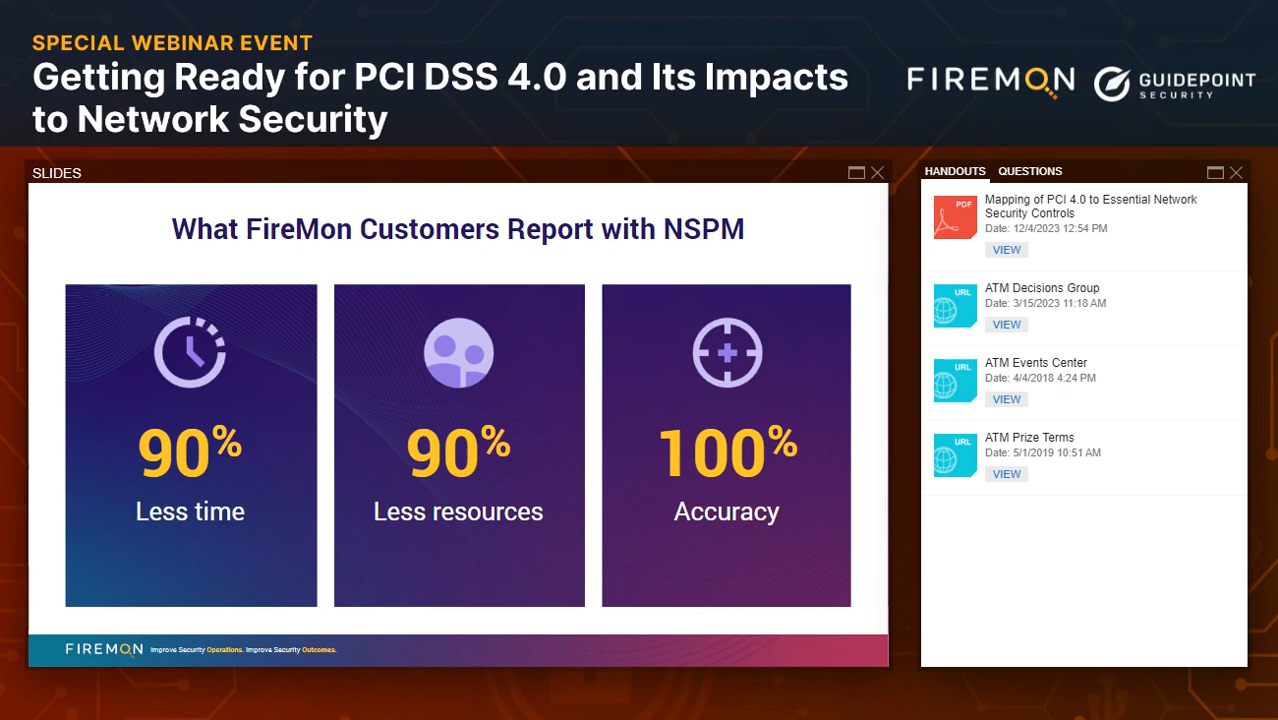 SPECIAL WEBINAR EVENT
Getting Ready for PCI DSS 4.0 and Its Impacts
to Network Security
FIREMON
GUIDEPOINT
SECURITY
SLIDES
What FireMon Customers Report with NSPM
90%
Less time
90%
Less resources
100%
Accuracy
FIREMON Improve Security Operations. Improve Security Outcomes.
HANDOUTS QUESTIONS
PDF
Mapping of PCI 4.0 to Essential Network
Security Controls
Date: 12/4/2023 12:54 PM
VIEW
URL
ATM Decisions Group
Date: 3/15/2023 11:18 AM
VIEW
URL
ATM Events Center
Date: 4/4/2018 4:24 PM
VIEW
URL
ATM Prize Terms
Date: 5/1/2019 10:51 AM
VIEW